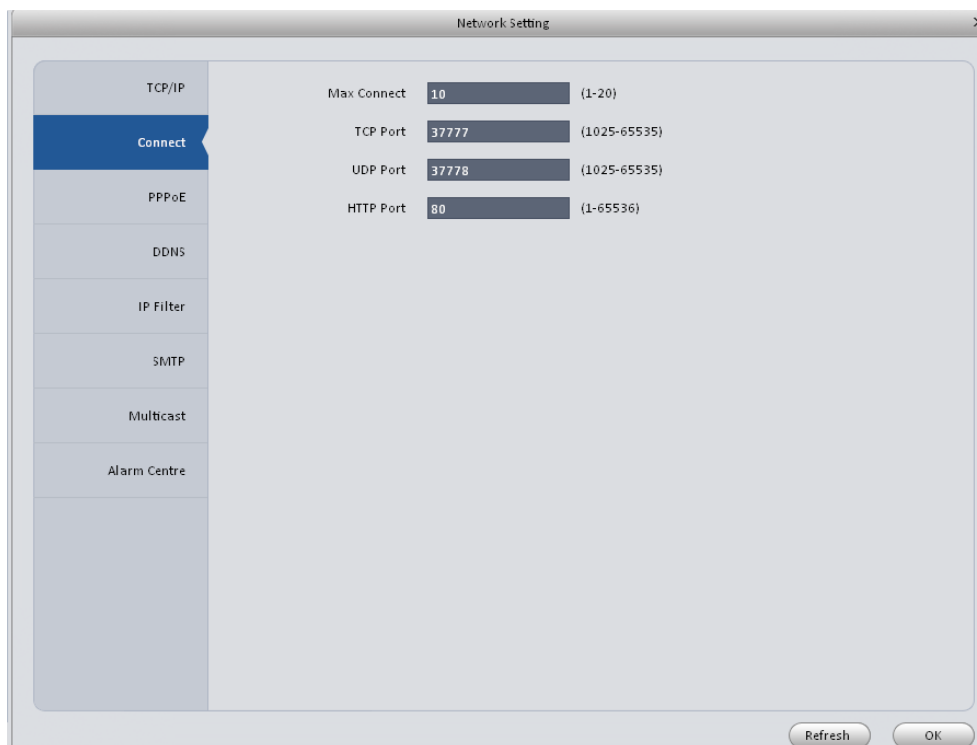 Network Setting
TCP/IP
Connect
PPPoE
DDNS
IP Filter
SMTP
Multicast
Alarm Centre
Max Connect 10 (1-20)
TCP Port 37777 (1025-65535)
UDP Port 37778 (1025-65535)
HTTP Port 80 (1-65536)
Refresh OK